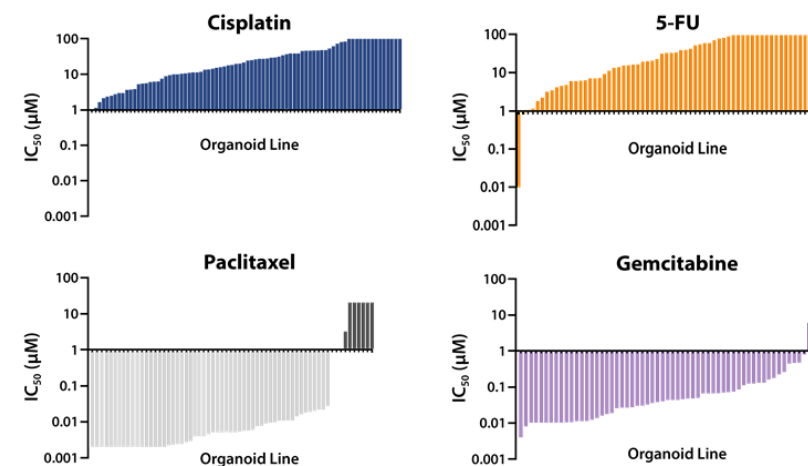 Cisplatin
100
10
1
0.1
0.01
0.001
IC₅₀ (µM)
Organoid Line
5-FU
100
10
1
0.1
0.01
0.001
IC₅₀ (µM)
Organoid Line
Paclitaxel
100
10
1
0.1
0.01
0.001
IC₅₀ (µM)
Organoid Line
Gemcitabine
100
10
1
0.1
0.01
0.001
IC₅₀ (µM)
Organoid Line